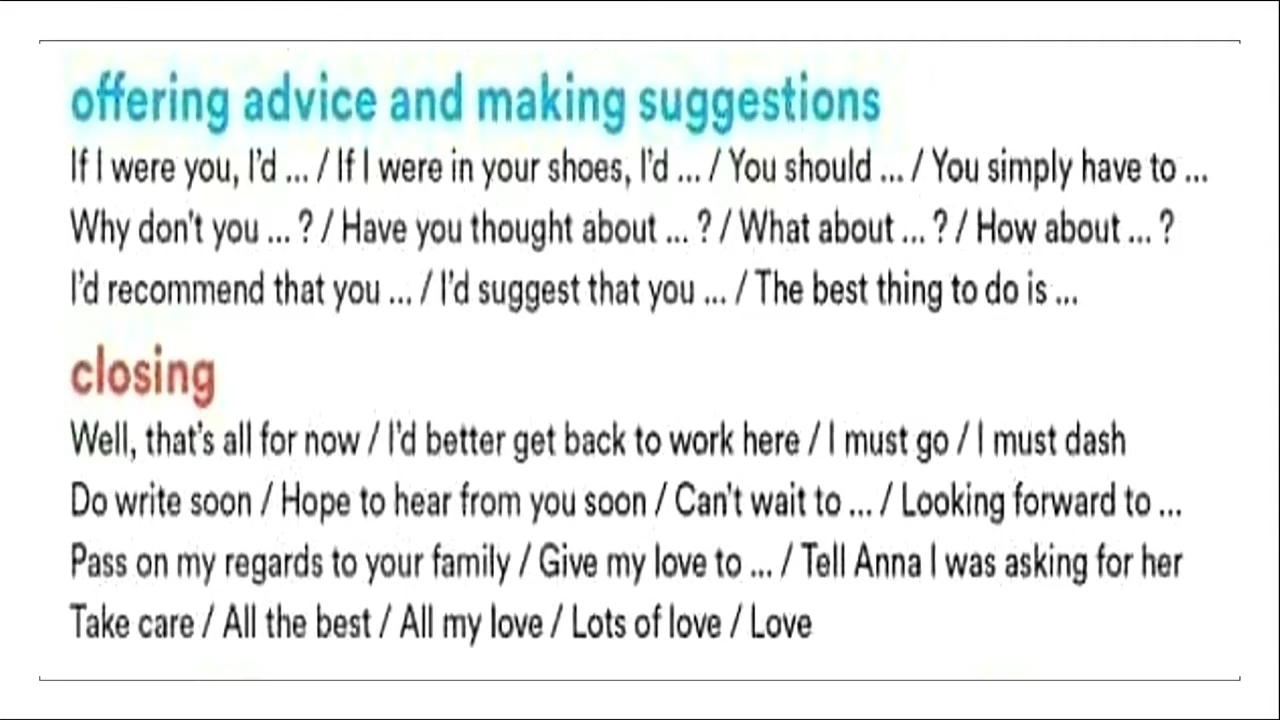 offering advice and making suggestions
If I were you, I'd ... / If I were in your shoes, I'd ... / You should ... / You simply have to ...
Why don't you ... ? / Have you thought about ... ? / What about ... ? / How about ... ?
I'd recommend that you ... / I'd suggest that you ... / The best thing to do is ...
closing
Well, that's all for now / I'd better get back to work here / I must go / I must dash
Do write soon / Hope to hear from you soon / Can't wait to ... / Looking forward to ...
Pass on my regards to your family / Give my love to ... / Tell Anna I was asking for her
Take care / All the best / All my love / Lots of love / Love